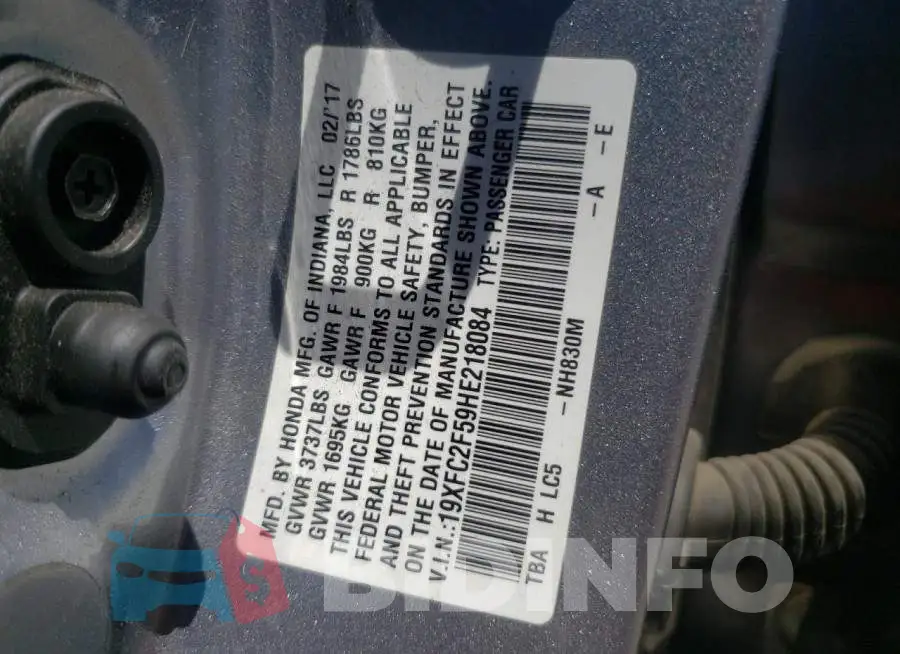 MFD. BY HONDA MFG. OF INDIANA, LLC 02/'17
GVWR 3737LBS GAWR F 1984LBS R 1786LBS
GVWR 1695KG GAWR F 900KG R 810KG
THIS VEHICLE CONFORMS TO ALL APPLICABLE
FEDERAL MOTOR VEHICLE SAFETY, BUMPER,
AND THEFT PREVENTION STANDARDS IN EFFECT
ON THE DATE OF MANUFACTURE SHOWN ABOVE.
V.I.N.:19XFC2F59HE218084 TYPE: PASSENGER CAR
TBA H LC5 -NH830M -A -E
BIDINFO